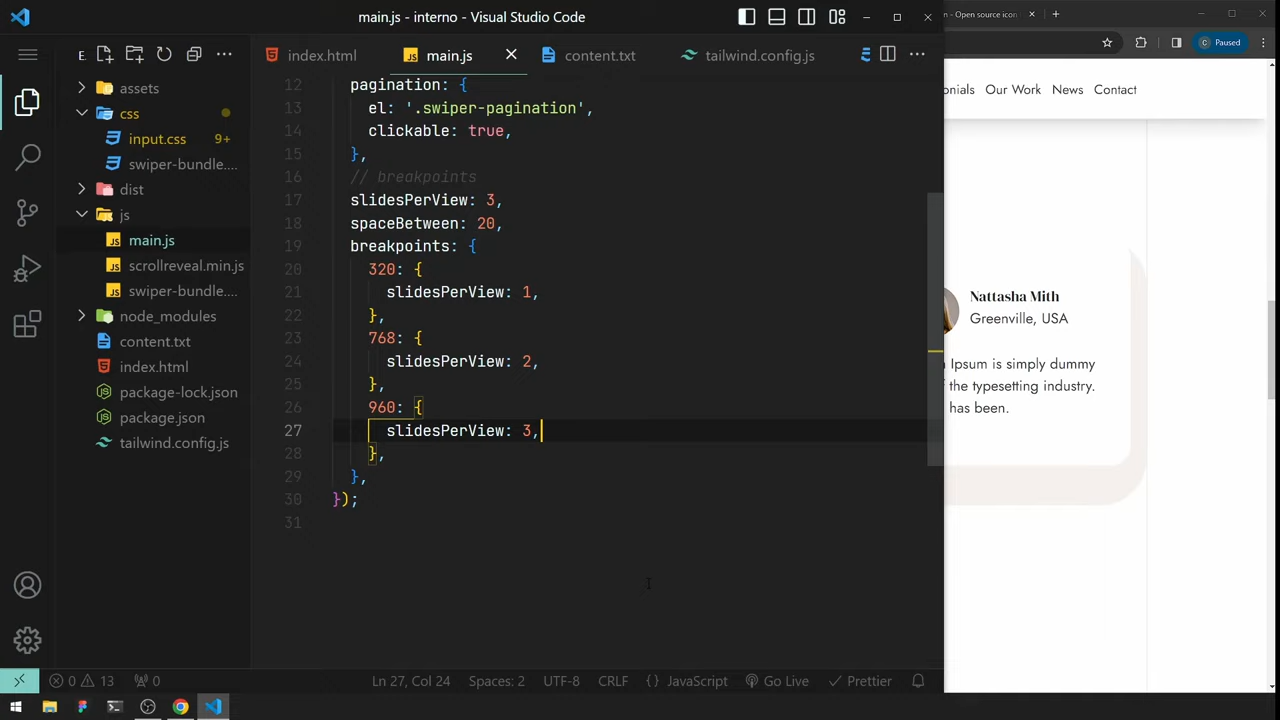 main.js - interno - Visual Studio Code
n - Open source icon
Paused
E
index.html
main.js
content.txt
tailwind.config.js
assets
css
input.css 9+
swiper-bundle....
dist
js
main.js
scrollreveal.min.js
swiper-bundle....
node_modules
content.txt
index.html
package-lock.json
package.json
tailwind.config.js
12 pagination: {
13 el: '.swiper-pagination',
14 clickable: true,
15 },
16 // breakpoints
17 slidesPerView: 3,
18 spaceBetween: 20,
19 breakpoints: {
20 320: {
21 slidesPerView: 1,
22 },
23 768: {
24 slidesPerView: 2,
25 },
26 960: {
27 slidesPerView: 3,
28 },
29 },
30 });
31
onials Our Work News Contact
Nattasha Mith
Greenville, USA
Ipsum is simply dummy
the typesetting industry.
has been.
0 13 0 Ln 27, Col 24 Spaces: 2 UTF-8 CRLF {} JavaScript Go Live Prettier